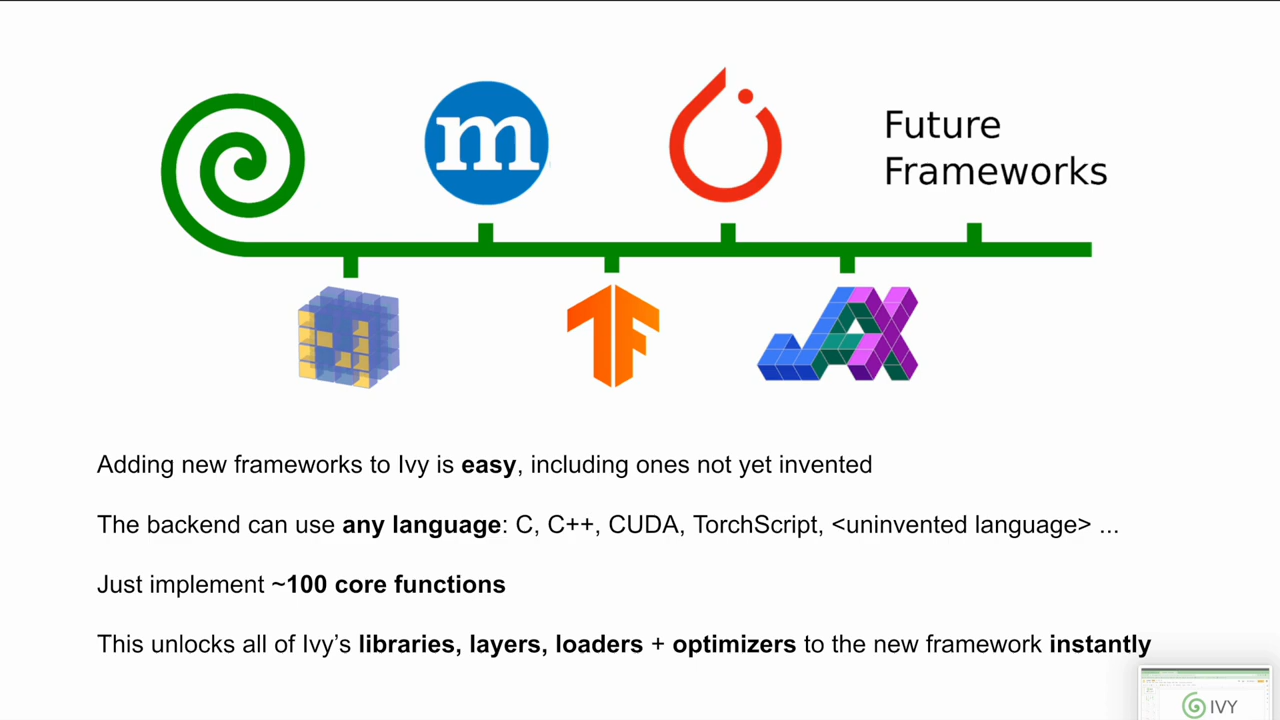 m
Future
Frameworks
TF
JAX
Adding new frameworks to Ivy is easy, including ones not yet invented
The backend can use any language: C, C++, CUDA, TorchScript, <uninvented language> ...
Just implement ~100 core functions
This unlocks all of Ivy's libraries, layers, loaders + optimizers to the new framework instantly
IVY